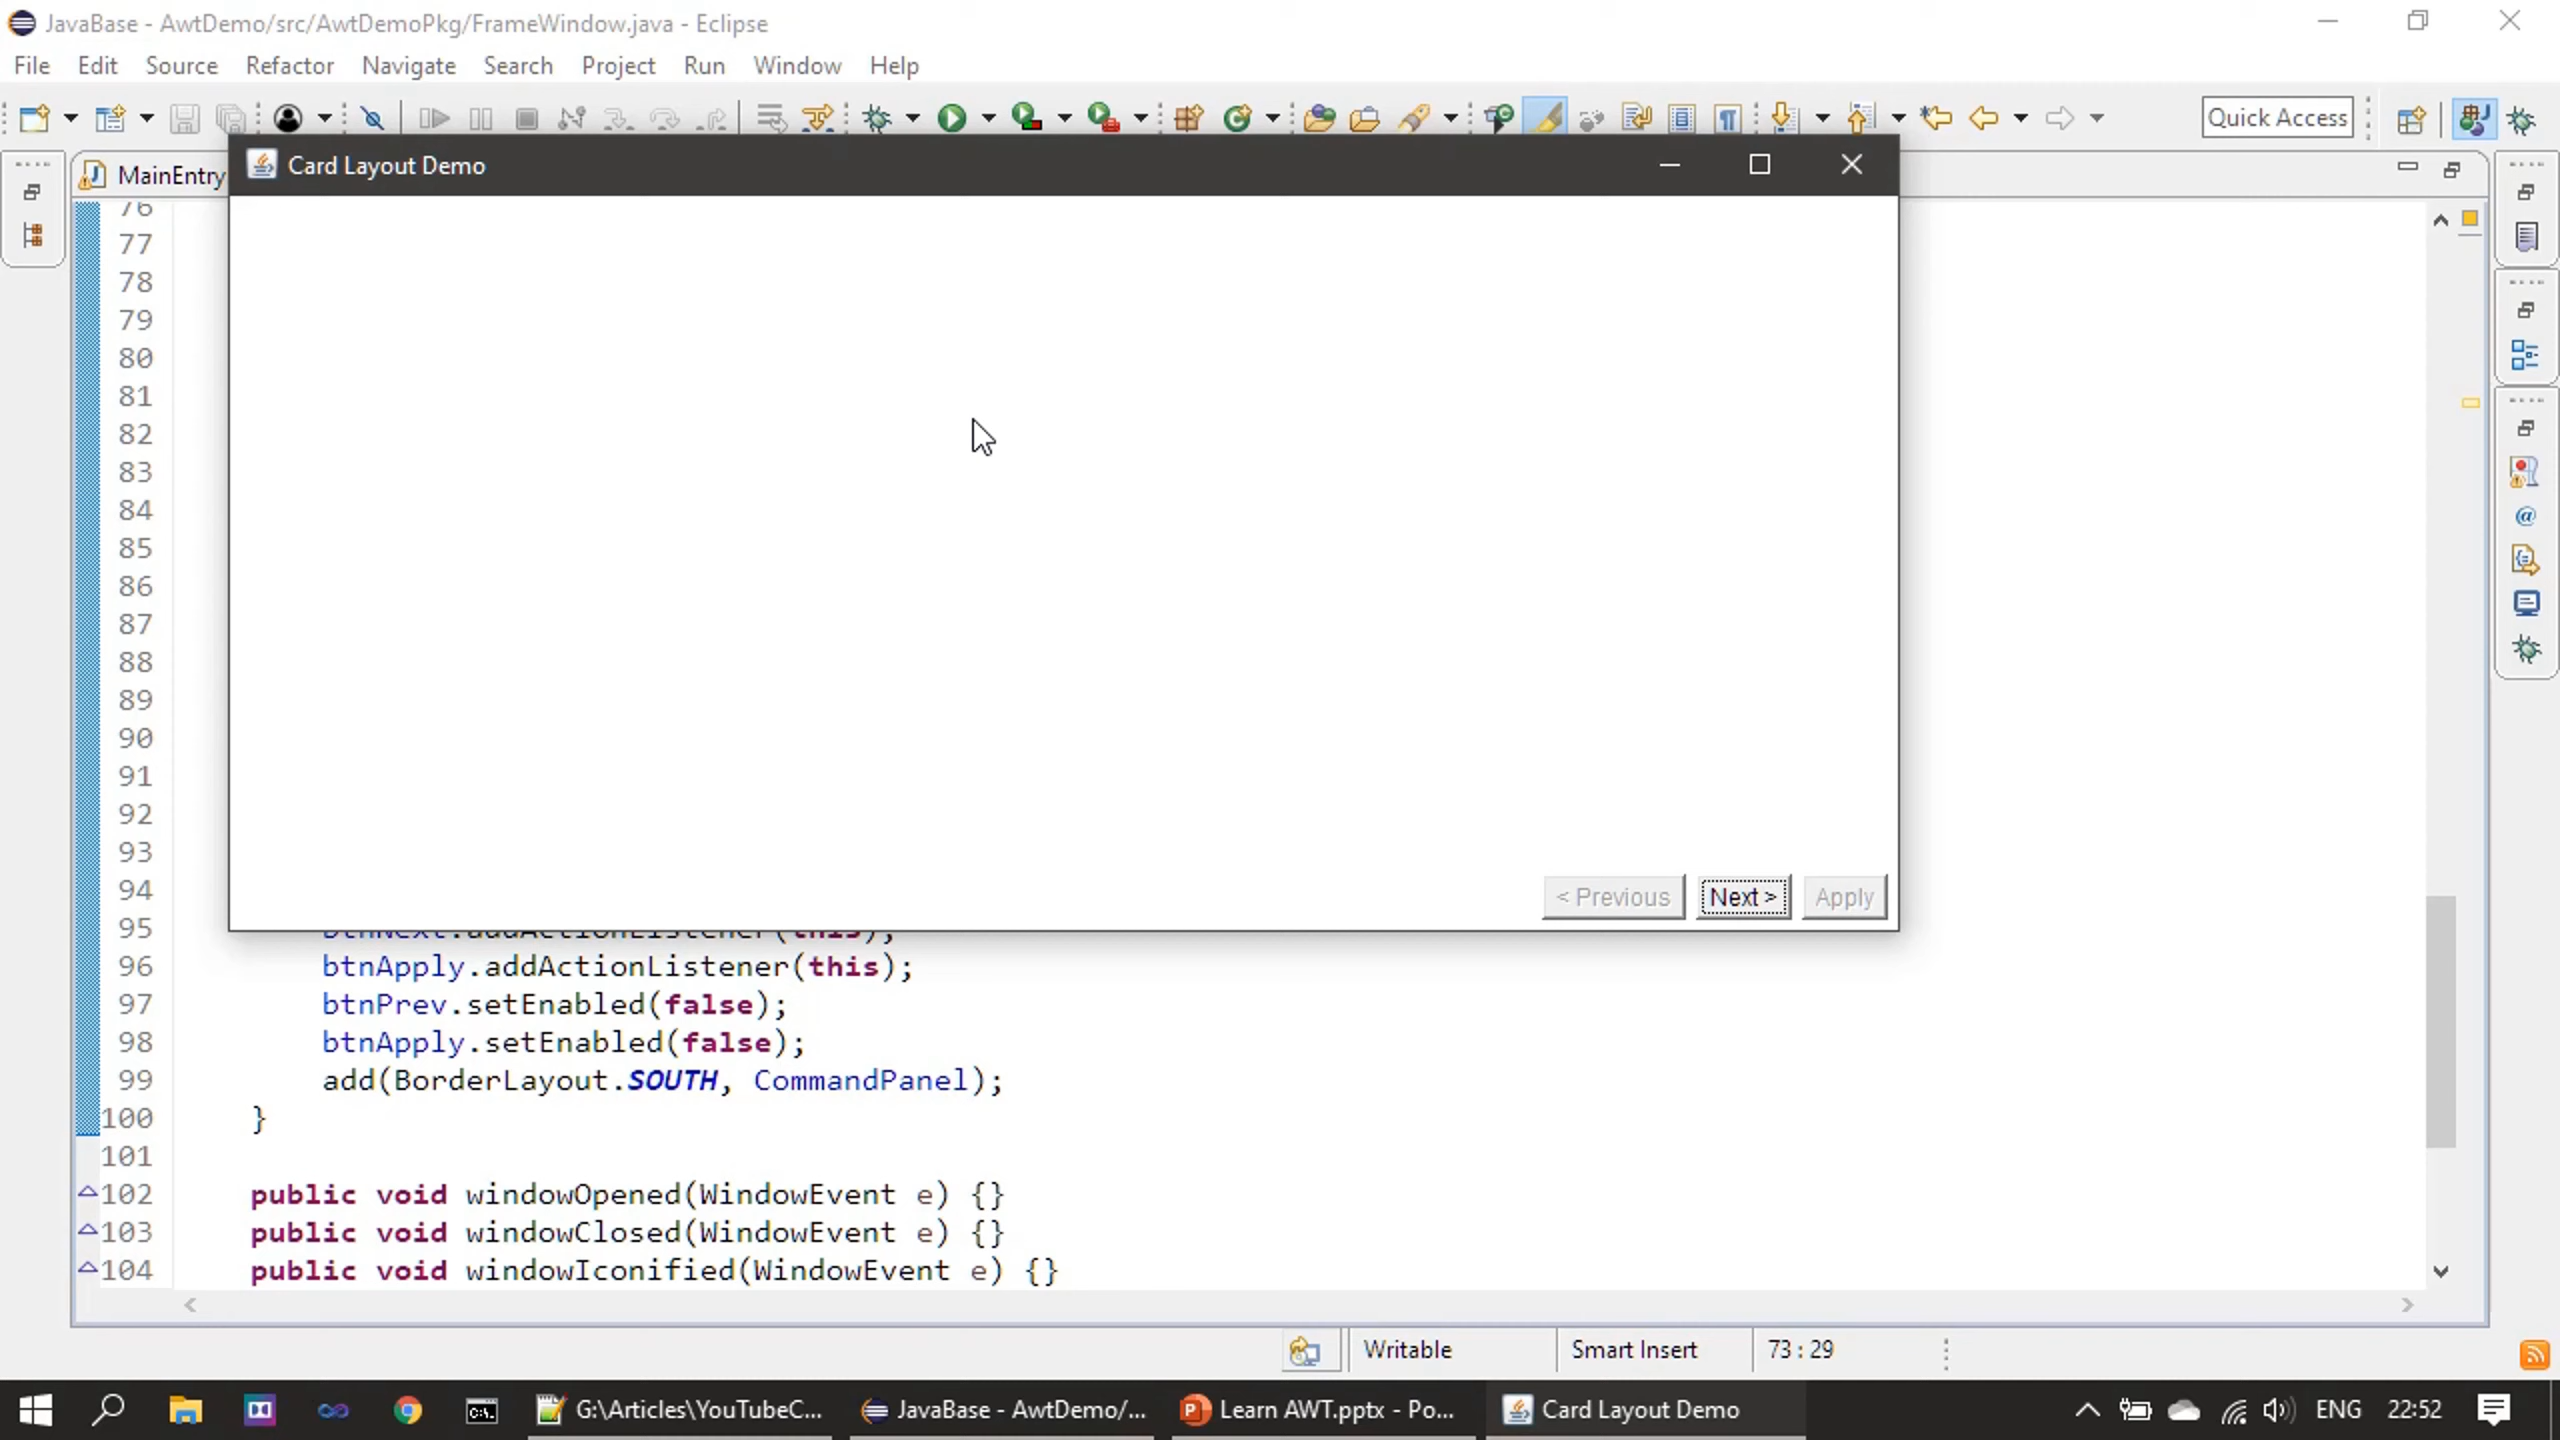 JavaBase - AwtDemo/src/AwtDemoPkg/FrameWindow.java - Eclipse
File Edit Source Refactor Navigate Search Project Run Window Help
Quick Access
MainEntry
Card Layout Demo
76
77
78
79
80
81
82
83
84
85
86
87
88
89
90
91
92
93
94
< Previous Next > Apply
95 btnNext.addActionListener(this);
96 btnApply.addActionListener(this);
97 btnPrev.setEnabled(false);
98 btnApply.setEnabled(false);
99 add(BorderLayout.SOUTH, CommandPanel);
100 }
101
102 public void windowOpened(WindowEvent e) {}
103 public void windowClosed(WindowEvent e) {}
104 public void windowIconified(WindowEvent e) {}
Writable Smart Insert 73 : 29
G:\Articles\YouTubeC... JavaBase - AwtDemo/... Learn AWT.pptx - Po... Card Layout Demo ENG 22:52